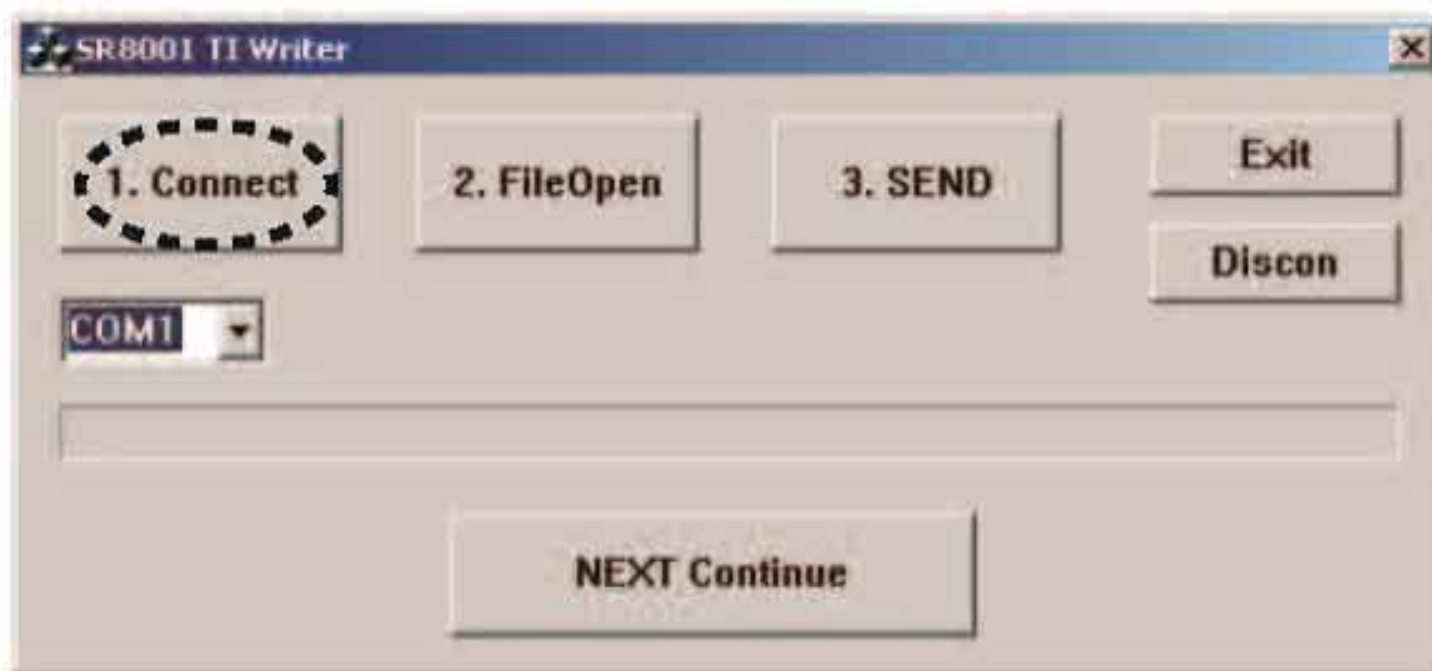 SR8001 TI Writer
1. Connect
2. FileOpen
3. SEND
Exit
Discon
COM1
NEXT Continue